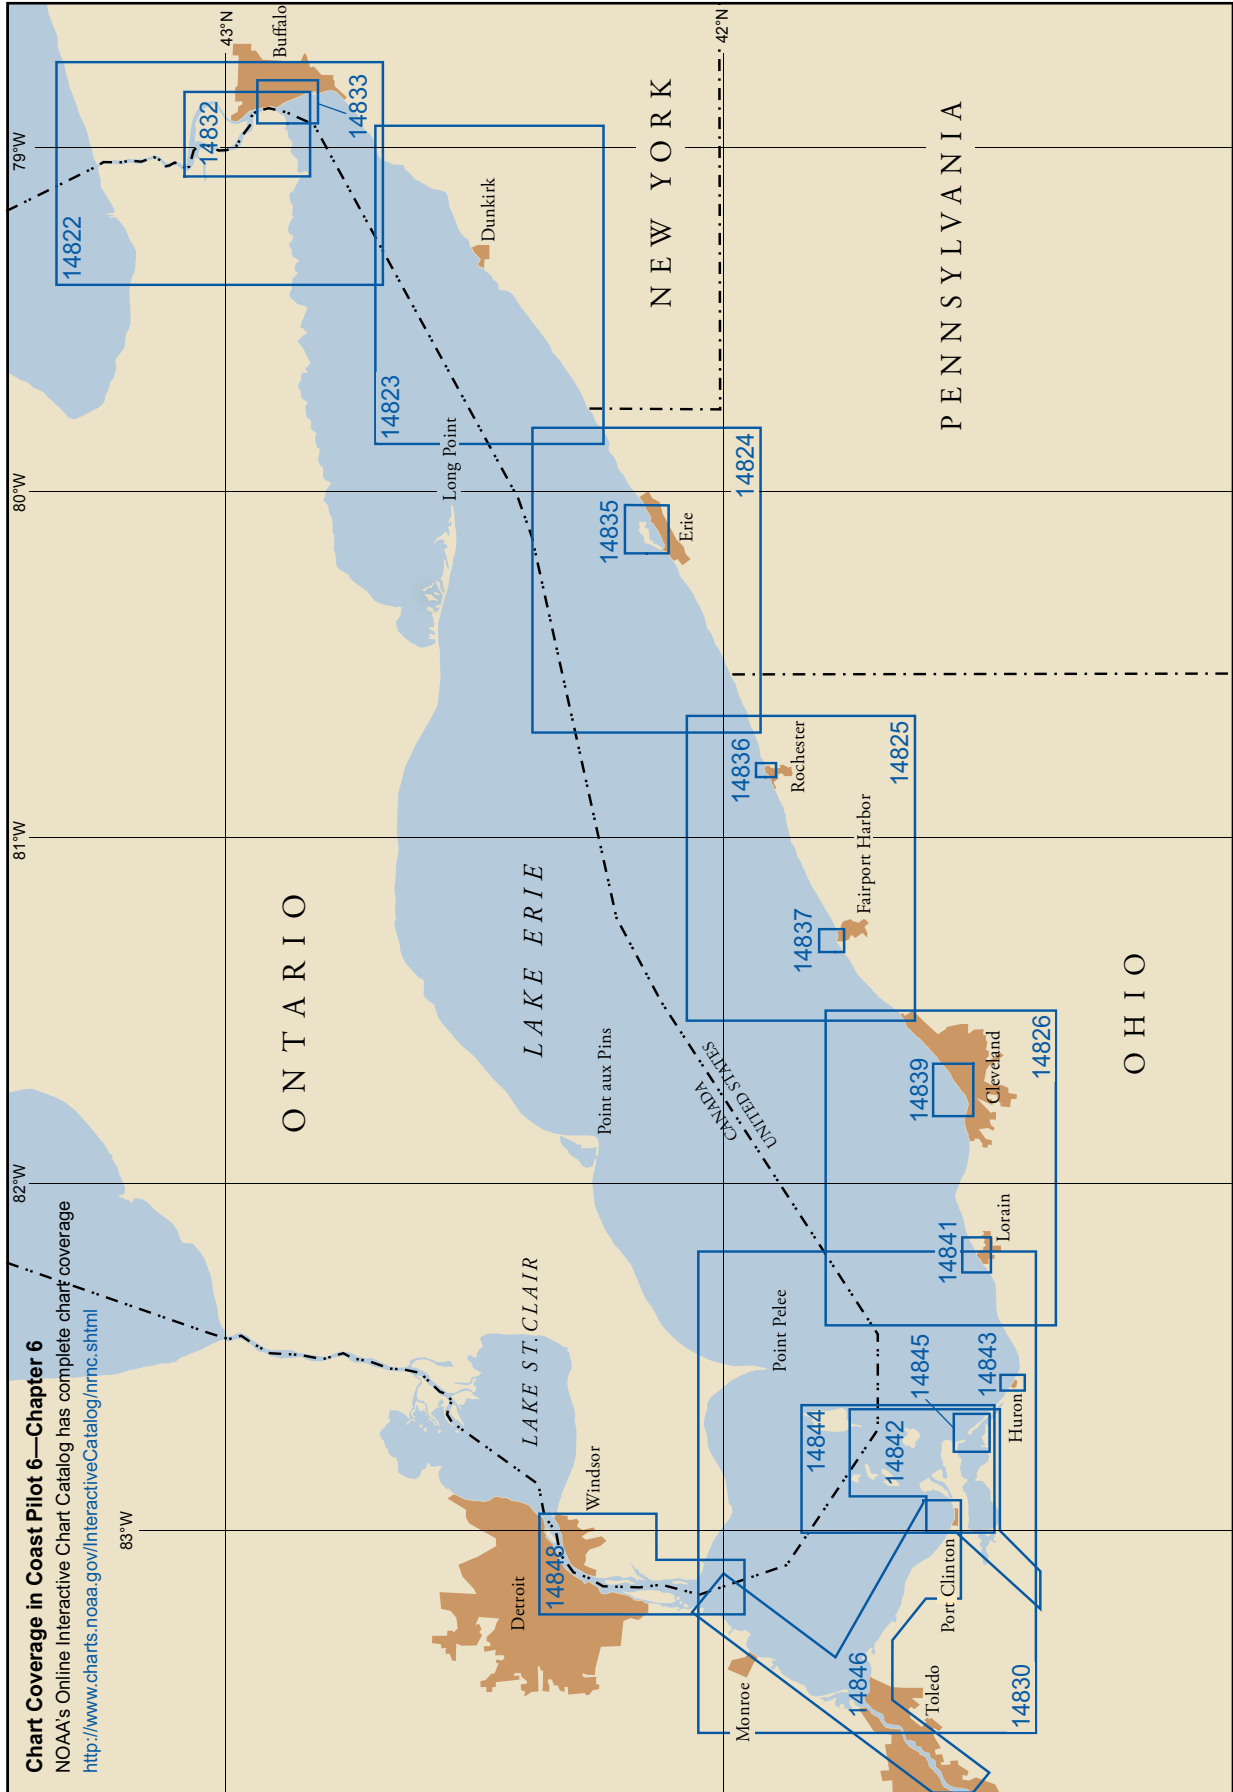 Chart Coverage in Coast Pilot 6—Chapter 6
NOAA's Online Interactive Chart Catalog has complete chart coverage
http://www.charts.noaa.gov/InteractiveCatalog/nrnc.shtml
83°W
82°W
81°W
80°W
79°W
43°N
42°N
ONTARIO
LAKE ST. CLAIR
LAKE ERIE
NEW YORK
PENNSYLVANIA
OHIO
CANADA
UNITED STATES
Detroit
Windsor
Monroe
Toledo
Port Clinton
Huron
Lorain
Cleveland
Fairport Harbor
Rochester
Erie
Dunkirk
Buffalo
Point Pelee
Point aux Pins
Long Point
14822
14832
14833
14823
14824
14835
14825
14836
14837
14826
14839
14841
14843
14845
14844
14842
14848
14846
14830